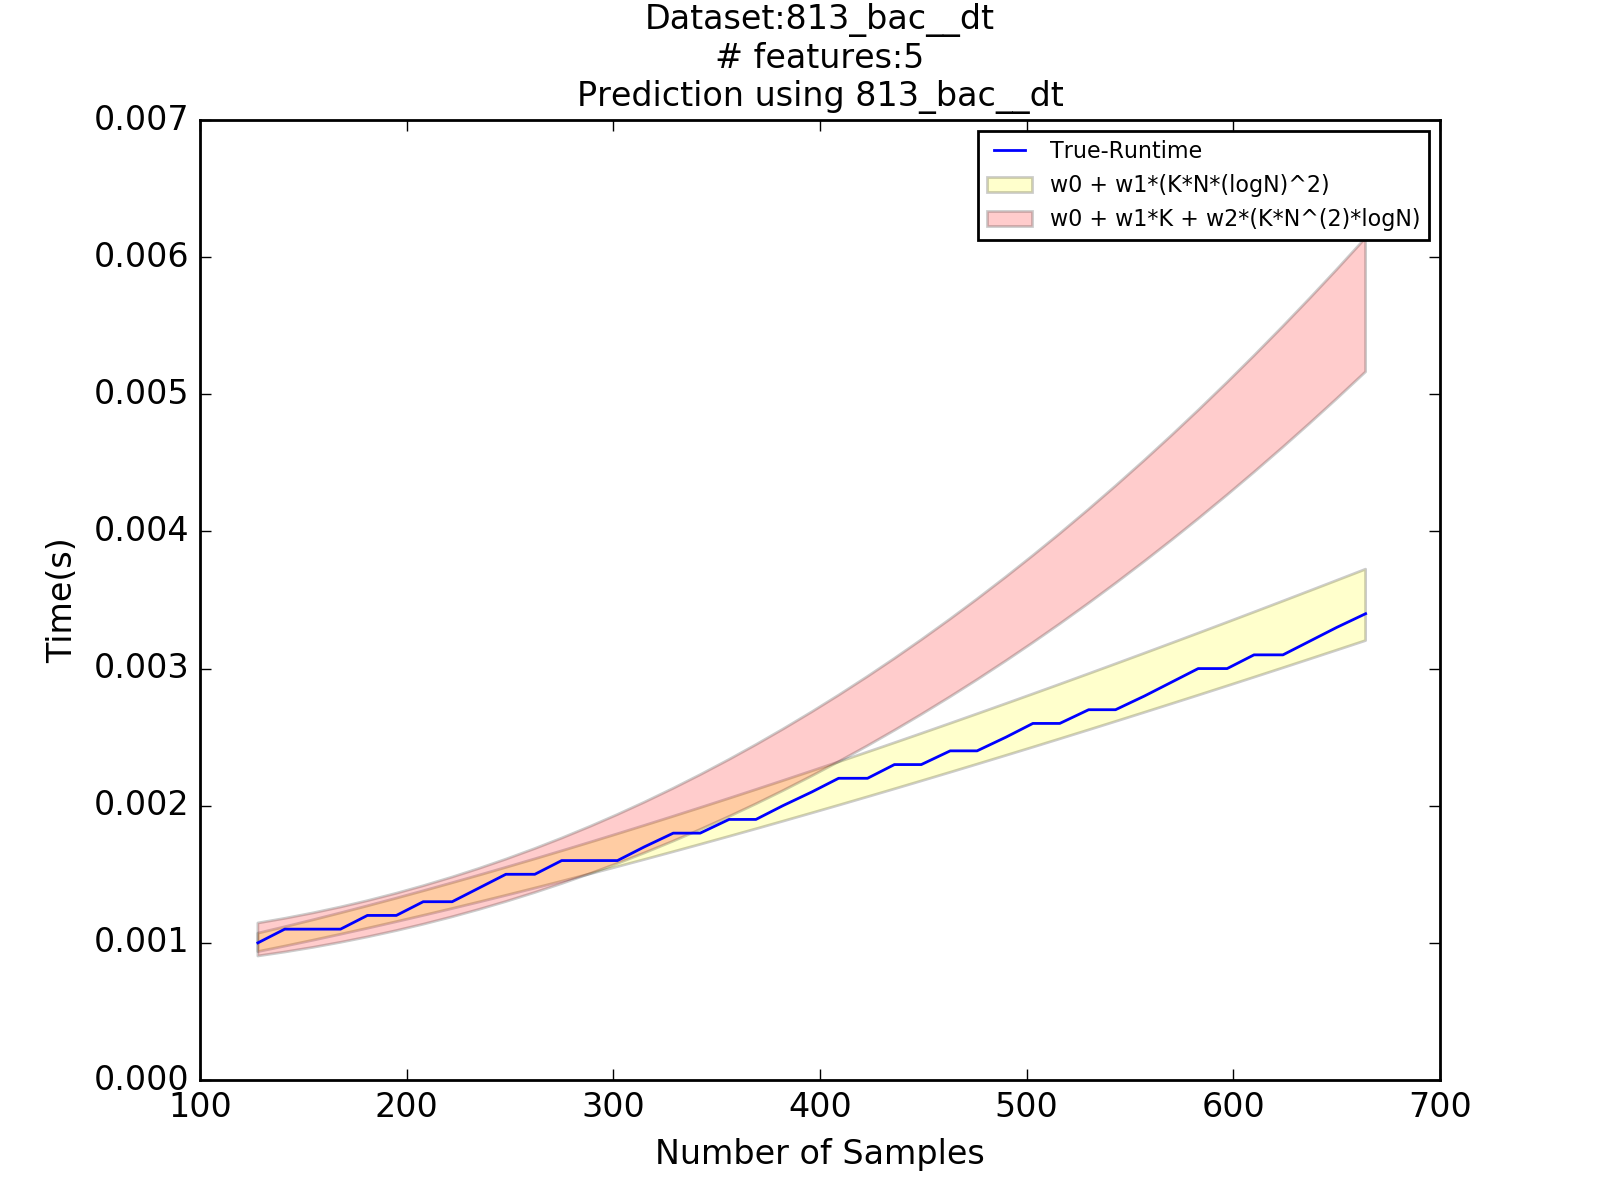 Dataset:813_bac__dt
# features:5
Prediction using 813_bac__dt
0.007
0.006
0.005
0.004
0.003
0.002
0.001
0.000
Time(s)
True-Runtime
w0 + w1*(K*N*(logN)^2)
w0 + w1*K + w2*(K*N^(2)*logN)
100 200 300 400 500 600 700
Number of Samples